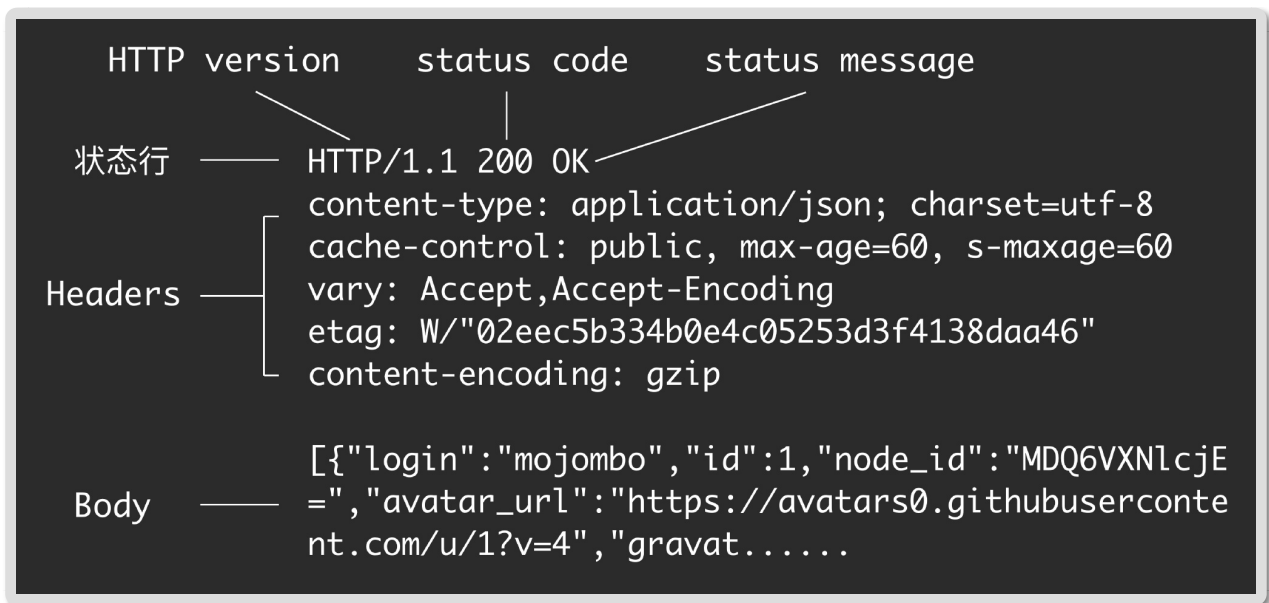 HTTP version status code status message
状态行 HTTP/1.1 200 OK
content-type: application/json; charset=utf-8
cache-control: public, max-age=60, s-maxage=60
Headers vary: Accept,Accept-Encoding
etag: W/"02eec5b334b0e4c05253d3f4138daa46"
content-encoding: gzip
[{"login":"mojombo","id":1,"node_id":"MDQ6VXNlcjE
Body =","avatar_url":"https://avatars0.githubuserconte
nt.com/u/1?v=4","gravat......